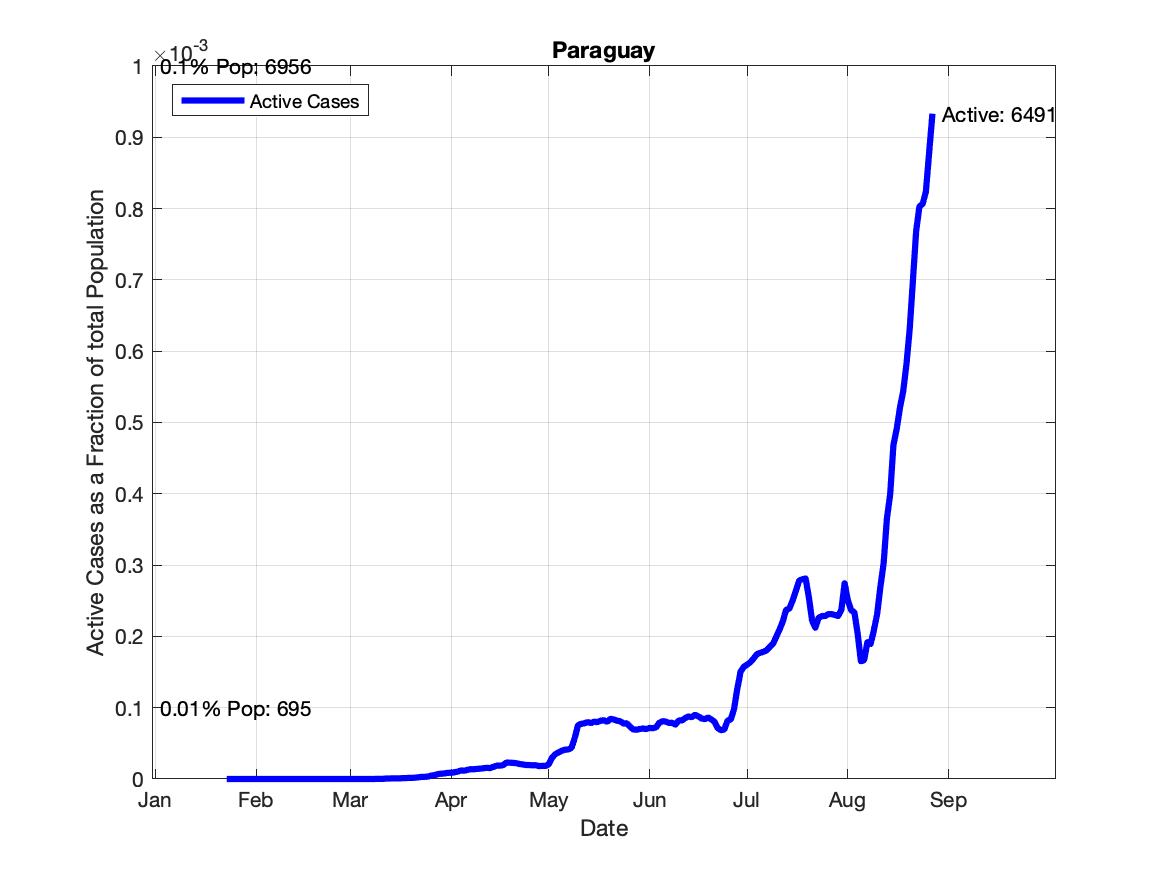 Paraguay
×10-3
0.1% Pop: 6956
Active Cases
Active: 6491
0.01% Pop: 695
1
0.9
0.8
0.7
0.6
0.5
0.4
0.3
0.2
0.1
0
Active Cases as a Fraction of total Population
Jan Feb Mar Apr May Jun Jul Aug Sep
Date